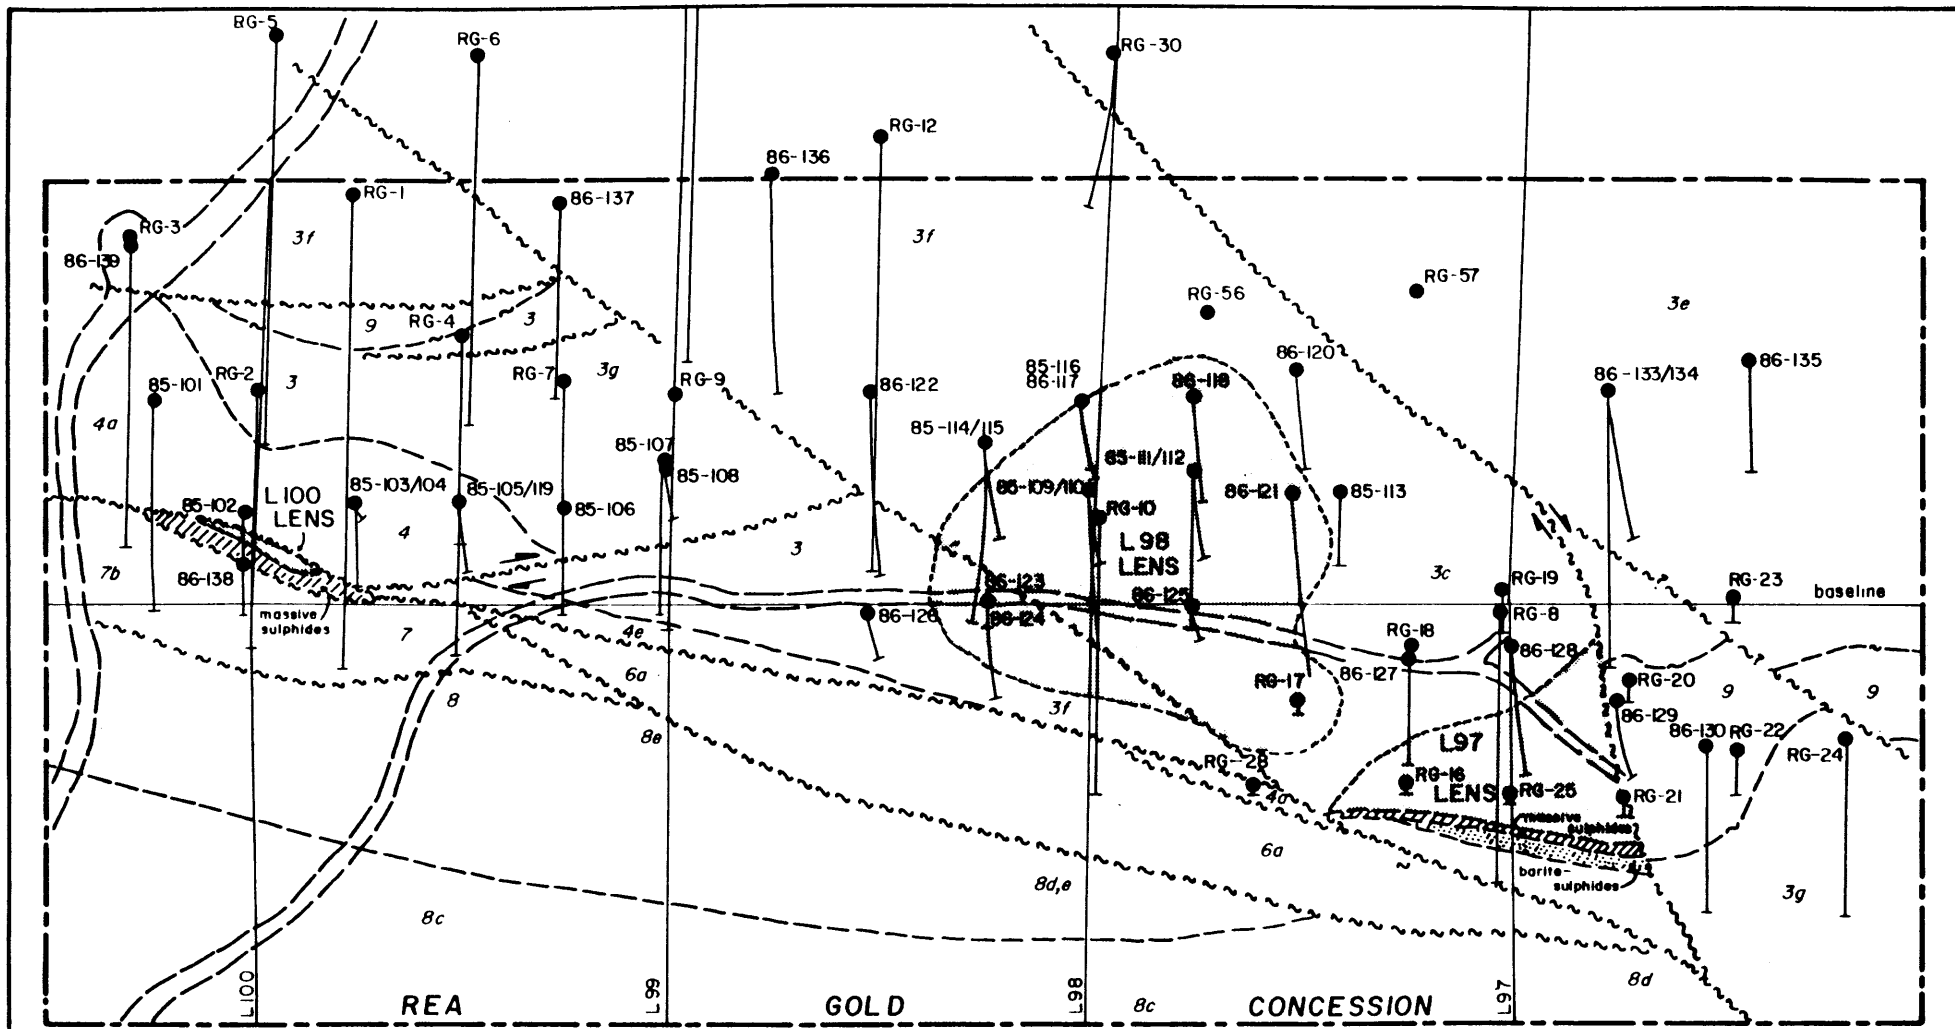 RG-5
RG-6
RG-30
RG-12
86-136
RG-1
86-137
RG-3
3f
3f
86-139
RG-57
RG-56
3e
9
RG-4
3
86-120
86-135
85-116
86-117
86-118
86-133/134
RG-2
3
RG-7
3g
RG-9
86-122
85-101
4a
85-114/115
85-107
85-108
85-111/112
85-109/110
86-121
85-113
85-102
L100
LENS
85-103/104
85-105/119
85-106
RG-10
4
L98
LENS
3
7b
86-138
3c
RG-19
RG-23
86-123
86-125
baseline
massive
sulphides
7
4e
86-126
86-124
RG-8
RG-18
86-128
86-127
6a
8
RG-17
RG-20
9
9
3f
86-129
8e
86-130
RG-22
L97
LENS
RG-24
RG-28
RG-16
RG-25
RG-21
4a
massive
sulphides
6a
barite-
sulphides
8d,e
3g
8c
L100
L99
L98
L97
8d
REA GOLD CONCESSION
8c